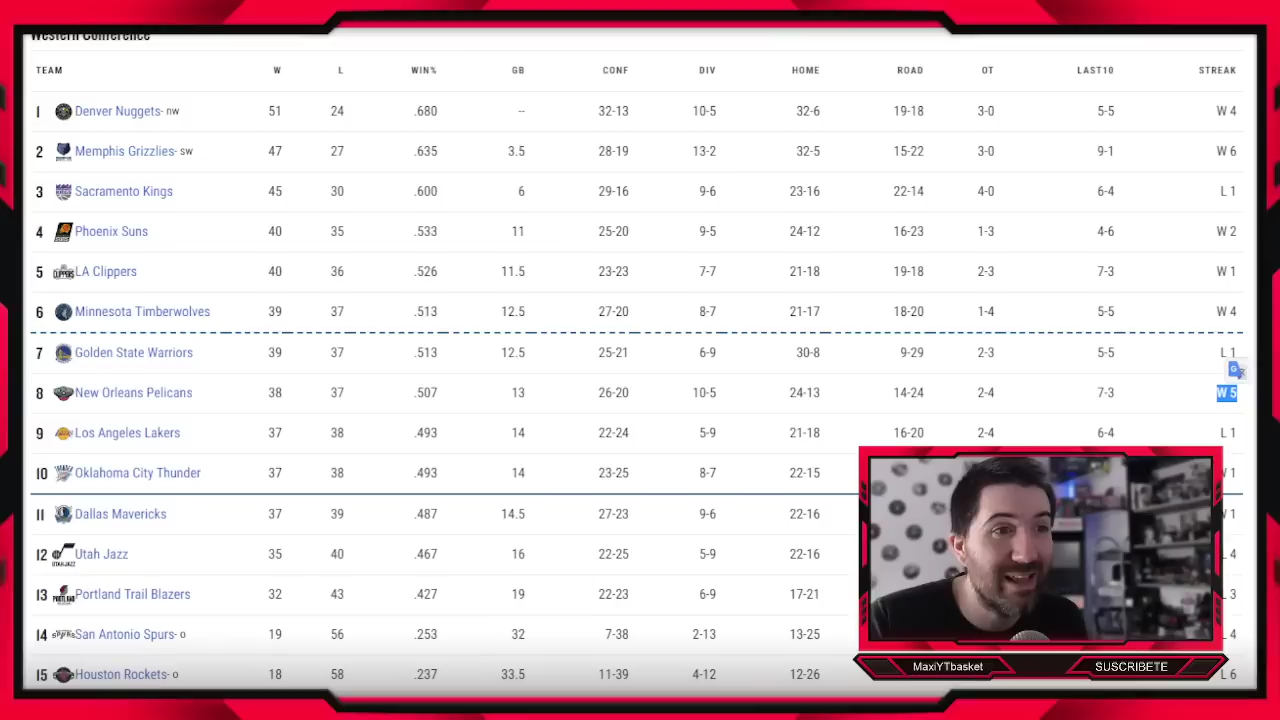 Western Conference
TEAM W L WIN% GB CONF DIV HOME ROAD OT LAST10 STREAK
1 Denver Nuggets- nw 51 24 .680 -- 32-13 10-5 32-6 19-18 3-0 5-5 W 4
2 Memphis Grizzlies- sw 47 27 .635 3.5 28-19 13-2 32-5 15-22 3-0 9-1 W 6
3 Sacramento Kings 45 30 .600 6 29-16 9-6 23-16 22-14 4-0 6-4 L 1
4 Phoenix Suns 40 35 .533 11 25-20 9-5 24-12 16-23 1-3 4-6 W 2
5 CLIPPERS LA Clippers 40 36 .526 11.5 23-23 7-7 21-18 19-18 2-3 7-3 W 1
6 Minnesota Timberwolves 39 37 .513 12.5 27-20 8-7 21-17 18-20 1-4 5-5 W 4
7 Golden State Warriors 39 37 .513 12.5 25-21 6-9 30-8 9-29 2-3 5-5 L 1
8 New Orleans Pelicans 38 37 .507 13 26-20 10-5 24-13 14-24 2-4 7-3 W 5
9 Los Angeles Lakers 37 38 .493 14 22-24 5-9 21-18 16-20 2-4 6-4 L 1
10 Oklahoma City Thunder 37 38 .493 14 23-25 8-7 22-15 1
11 Dallas Mavericks 37 39 .487 14.5 27-23 9-6 22-16 1
12 UTAH JAZZ Utah Jazz 35 40 .467 16 22-25 5-9 22-16 4
13 Portland Trail Blazers 32 43 .427 19 22-23 6-9 17-21 L 3
14 San Antonio Spurs- o 19 56 .253 32 7-38 2-13 13-25 L 4
15 Houston Rockets- o 18 58 .237 33.5 11-39 4-12 12-26 L 6
MaxiYTbasket SUSCRIBETE